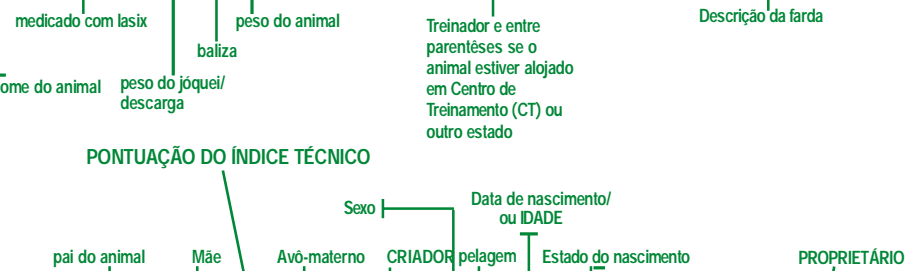 medicado com lasix
peso do animal
Descrição da farda
baliza
Treinador e entre
parentêses se o
animal estiver alojado
em Centro de
Treinamento (CT) ou
outro estado
ome do animal
peso do jóquei/
descarga
PONTUAÇÃO DO ÍNDICE TÉCNICO
Sexo
Data de nascimento/
ou IDADE
pai do animal
Mãe
Avô-materno
CRIADOR
pelagem
Estado do nascimento
PROPRIETÁRIO